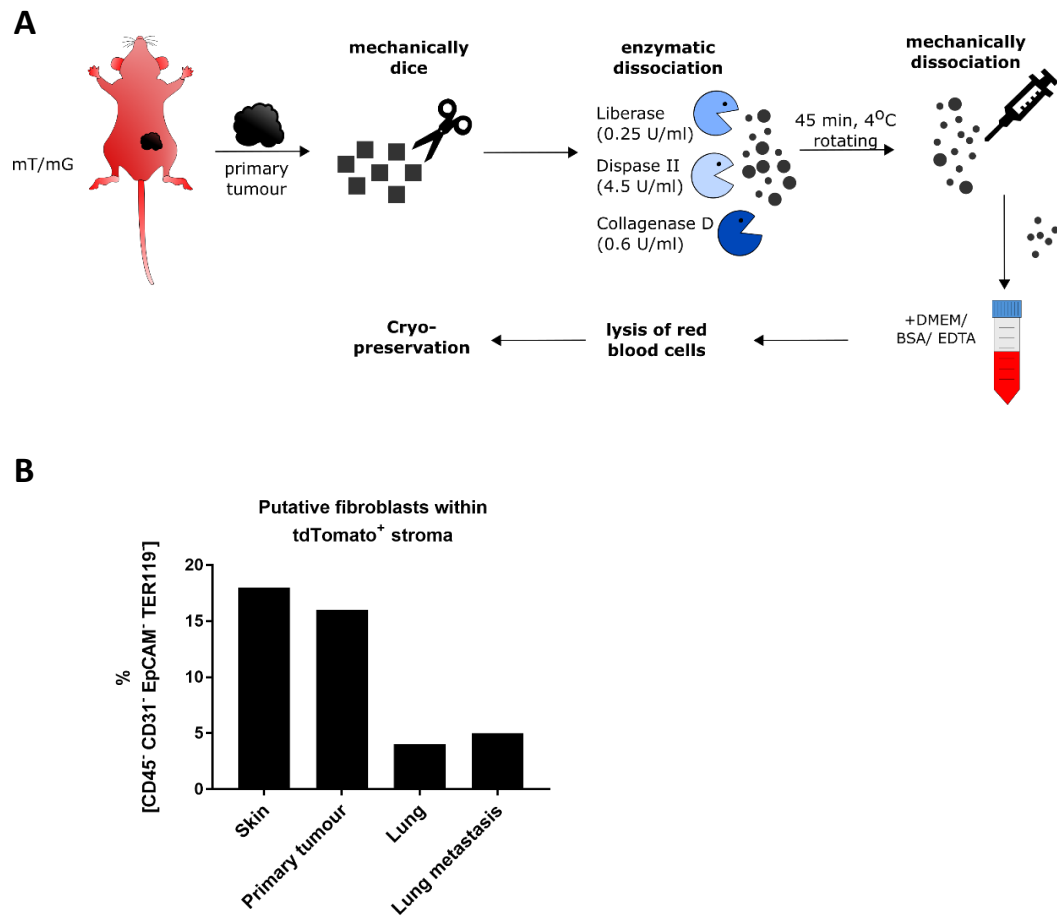 A
mT/mG
primary
tumour
mechanically
dice
enzymatic
dissociation
Liberase
(0.25 U/ml)
Dispase II
(4.5 U/ml)
Collagenase D
(0.6 U/ml)
45 min, 4⁰C
rotating
mechanically
dissociation
+DMEM/
BSA/ EDTA
lysis of red
blood cells
Cryo-
preservation
B
Putative fibroblasts within
tdTomato⁺ stroma
%
[CD45⁻ CD31⁻ EpCAM⁻ TER119⁻]
20
15
10
5
0
Skin
Primary tumour
Lung
Lung metastasis